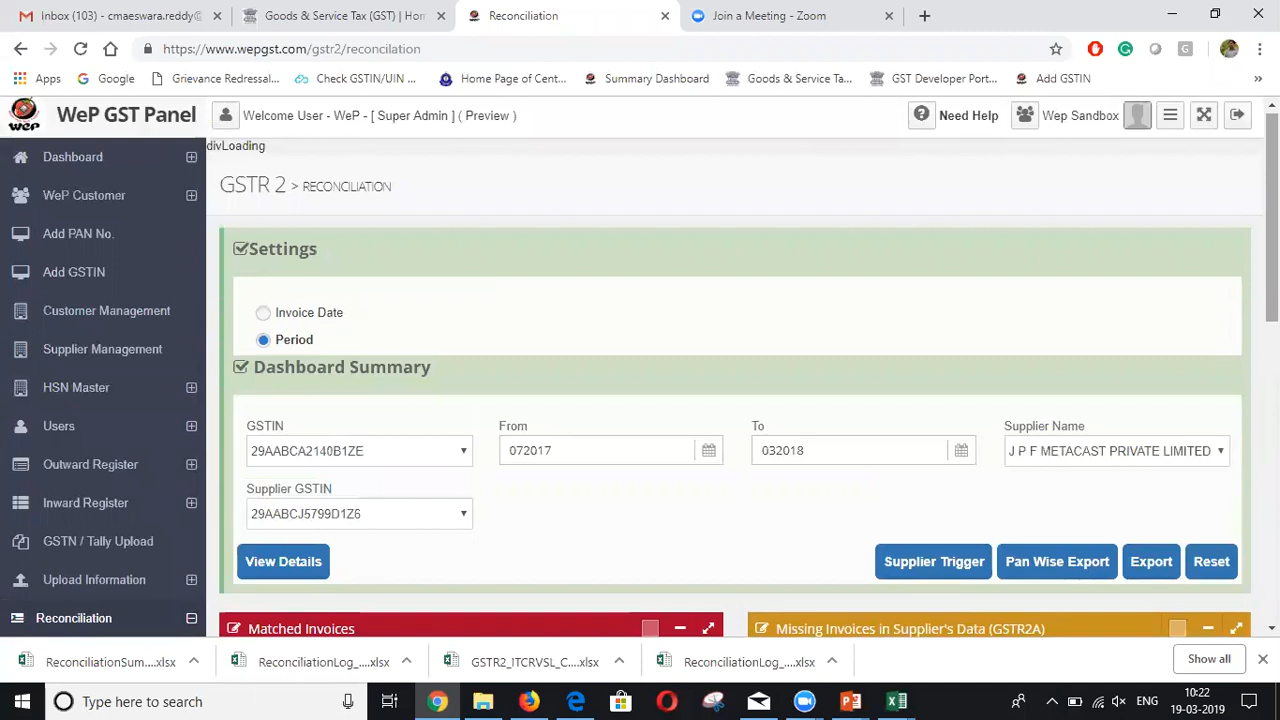 Inbox (103) - cmaeswara.reddy@
Goods & Service Tax (GST) | Hom
Reconciliation
Join a Meeting - Zoom
https://www.wepgst.com/gstr2/reconcilation
Apps
Google
Grievance Redressal...
Check GSTIN/UIN ...
Home Page of Cent...
Summary Dashboard
Goods & Service Ta...
GST Developer Port...
Add GSTIN
»
WeP
WeP GST Panel
Welcome User - WeP - [ Super Admin ] ( Preview )
Need Help
Wep Sandbox
divLoading
Dashboard
WeP Customer
Add PAN No.
Add GSTIN
Customer Management
Supplier Management
HSN Master
Users
Outward Register
Inward Register
GSTN / Tally Upload
Upload Information
Reconciliation
GSTR 2 > RECONCILIATION
Settings
Invoice Date
Period
Dashboard Summary
GSTIN
From
To
Supplier Name
29AABCA2140B1ZE
072017
032018
J P F METACAST PRIVATE LIMITED
Supplier GSTIN
29AABCJ5799D1Z6
View Details
Supplier Trigger
Pan Wise Export
Export
Reset
Matched Invoices
Missing Invoices in Supplier's Data (GSTR2A)
ReconciliationSum....xlsx
ReconciliationLog_....xlsx
GSTR2_ITCRVSL_C....xlsx
ReconciliationLog_....xlsx
Show all
Type here to search
ENG
10:22
19-03-2019